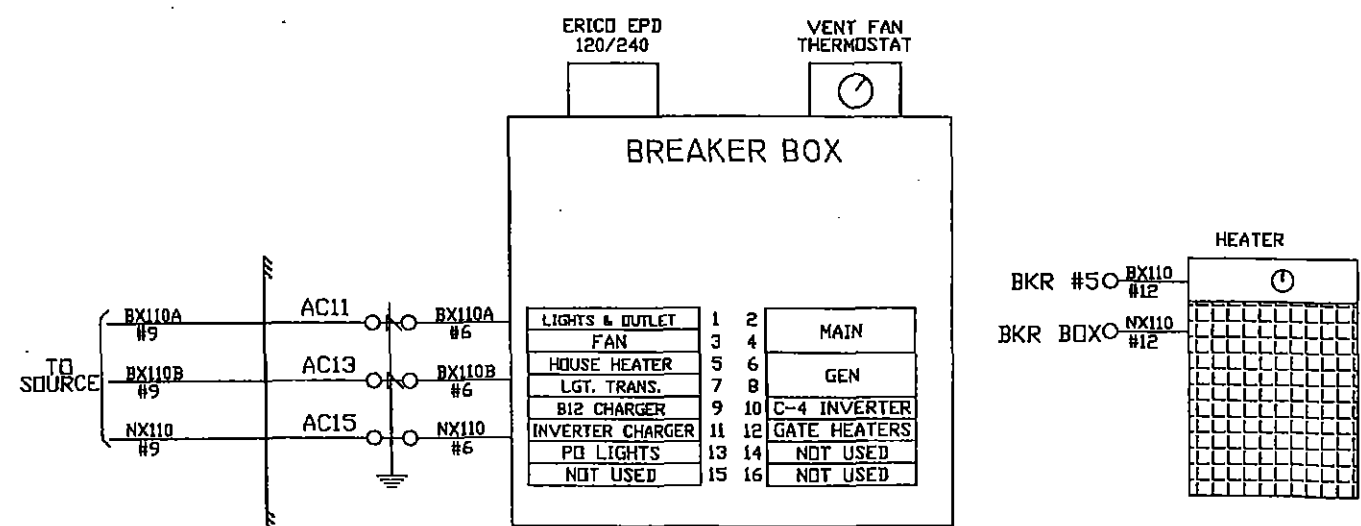 ERICO EPD
120/240
VENT FAN
THERMOSTAT
BREAKER BOX
HEATER
BKR #5
BX110
#12
BKR BOX
NX110
#12
TO
SOURCE
BX110A
#9
AC11
BX110A
#6
BX110B
#9
AC13
BX110B
#6
NX110
#9
AC15
NX110
#6
LIGHTS & OUTLET 1 2
MAIN
FAN 3 4
HOUSE HEATER 5 6
GEN
LGT. TRANS. 7 8
B12 CHARGER 9 10 C-4 INVERTER
INVERTER CHARGER 11 12 GATE HEATERS
PO LIGHTS 13 14 NOT USED
NOT USED 15 16 NOT USED